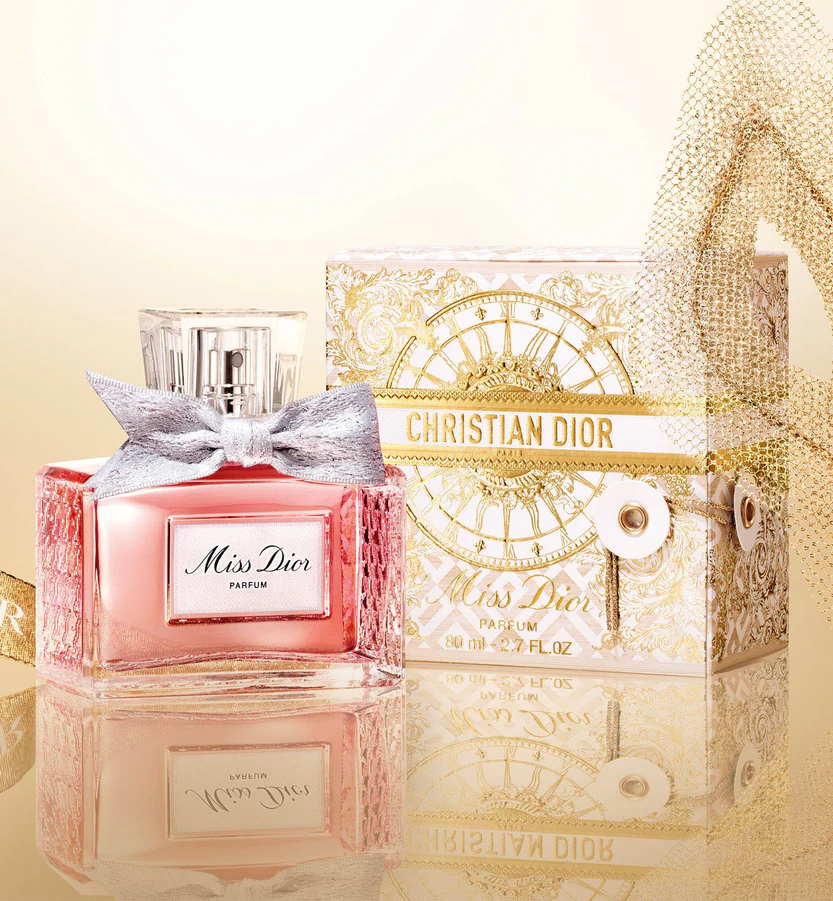 Miss Dior
PARFUM
CHRISTIAN DIOR
PARIS
Miss Dior
PARFUM
80 ml - 2.7 FL.OZ
R